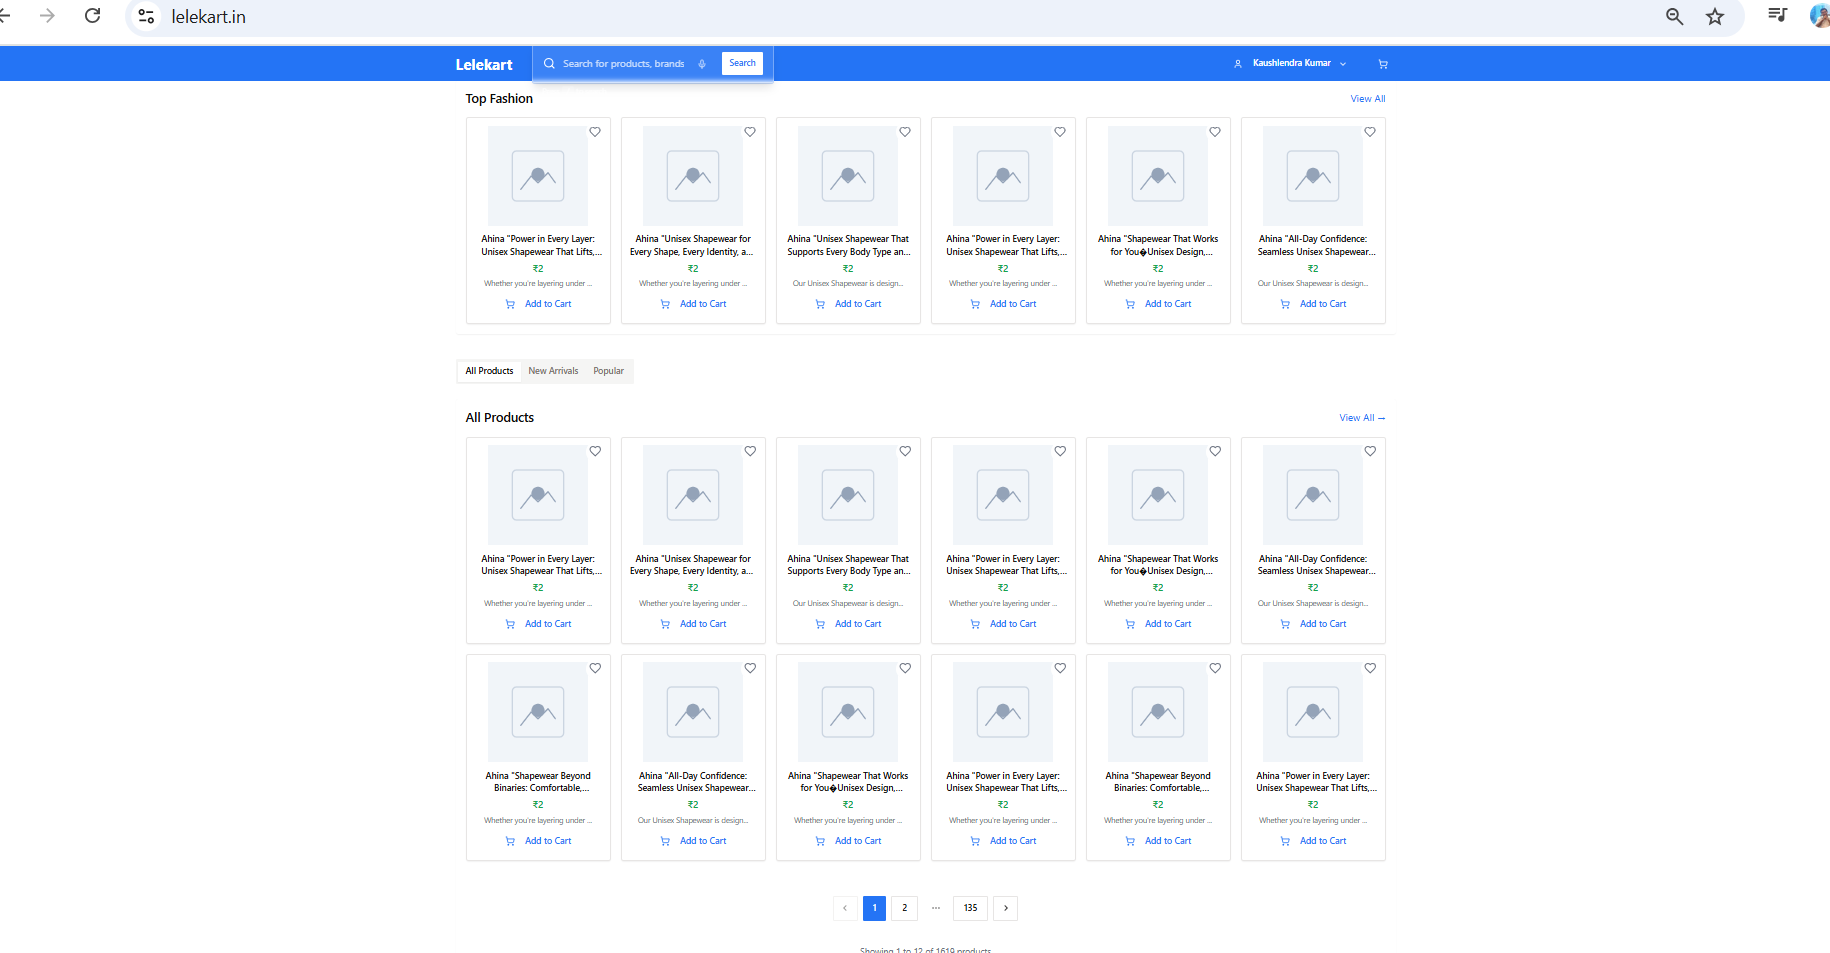 lelekart.in
Lelekart
Search for products, brands
Search
Kaushlendra Kumar
Top Fashion
View All
Ahina "Power in Every Layer:
Unisex Shapewear That Lifts,...
₹2
Whether you're layering under ...
Add to Cart
Ahina "Unisex Shapewear for
Every Shape, Every Identity, a...
₹2
Whether you're layering under ...
Add to Cart
Ahina "Unisex Shapewear That
Supports Every Body Type an...
₹2
Our Unisex Shapewear is design...
Add to Cart
Ahina "Power in Every Layer:
Unisex Shapewear That Lifts,...
₹2
Whether you're layering under ...
Add to Cart
Ahina "Shapewear That Works
for You�Unisex Design,...
₹2
Whether you're layering under ...
Add to Cart
Ahina "All-Day Confidence:
Seamless Unisex Shapewear...
₹2
Our Unisex Shapewear is design...
Add to Cart
All Products
New Arrivals
Popular
All Products
View All →
Ahina "Power in Every Layer:
Unisex Shapewear That Lifts,...
₹2
Whether you're layering under ...
Add to Cart
Ahina "Unisex Shapewear for
Every Shape, Every Identity, a...
₹2
Whether you're layering under ...
Add to Cart
Ahina "Unisex Shapewear That
Supports Every Body Type an...
₹2
Our Unisex Shapewear is design...
Add to Cart
Ahina "Power in Every Layer:
Unisex Shapewear That Lifts,...
₹2
Whether you're layering under ...
Add to Cart
Ahina "Shapewear That Works
for You�Unisex Design,...
₹2
Whether you're layering under ...
Add to Cart
Ahina "All-Day Confidence:
Seamless Unisex Shapewear...
₹2
Our Unisex Shapewear is design...
Add to Cart
Ahina "Shapewear Beyond
Binaries: Comfortable,...
₹2
Whether you're layering under ...
Add to Cart
Ahina "All-Day Confidence:
Seamless Unisex Shapewear...
₹2
Our Unisex Shapewear is design...
Add to Cart
Ahina "Shapewear That Works
for You�Unisex Design,...
₹2
Whether you're layering under ...
Add to Cart
Ahina "Power in Every Layer:
Unisex Shapewear That Lifts,...
₹2
Whether you're layering under ...
Add to Cart
Ahina "Shapewear Beyond
Binaries: Comfortable,...
₹2
Whether you're layering under ...
Add to Cart
Ahina "Power in Every Layer:
Unisex Shapewear That Lifts,...
₹2
Whether you're layering under ...
Add to Cart
‹ 1 2 ... 135 ›
Showing 1 to 12 of 1619 products